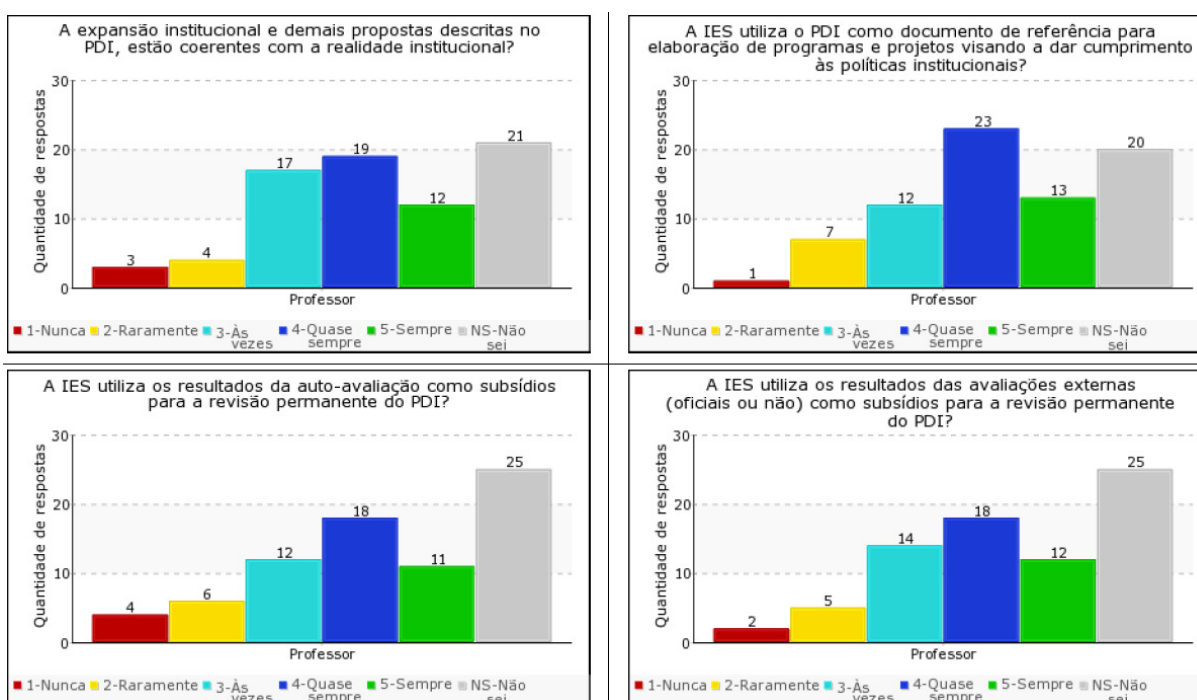 A expansão institucional e demais propostas descritas no
PDI, estão coerentes com a realidade institucional?
Quantidade de respostas
30
20
10
0
3
4
17
19
12
21
Professor
1-Nunca 2-Raramente 3-Às vezes 4-Quase sempre 5-Sempre NS-Não sei
A IES utiliza o PDI como documento de referência para
elaboração de programas e projetos visando a dar cumprimento
às políticas institucionais?
Quantidade de respostas
30
20
10
0
1
7
12
23
13
20
Professor
1-Nunca 2-Raramente 3-Às vezes 4-Quase sempre 5-Sempre NS-Não sei
A IES utiliza os resultados da auto-avaliação como subsídios
para a revisão permanente do PDI?
Quantidade de respostas
30
20
10
0
4
6
12
18
11
25
Professor
1-Nunca 2-Raramente 3-Às vezes 4-Quase sempre 5-Sempre NS-Não sei
A IES utiliza os resultados das avaliações externas
(oficiais ou não) como subsídios para a revisão permanente
do PDI?
Quantidade de respostas
30
20
10
0
2
5
14
18
12
25
Professor
1-Nunca 2-Raramente 3-Às vezes 4-Quase sempre 5-Sempre NS-Não sei